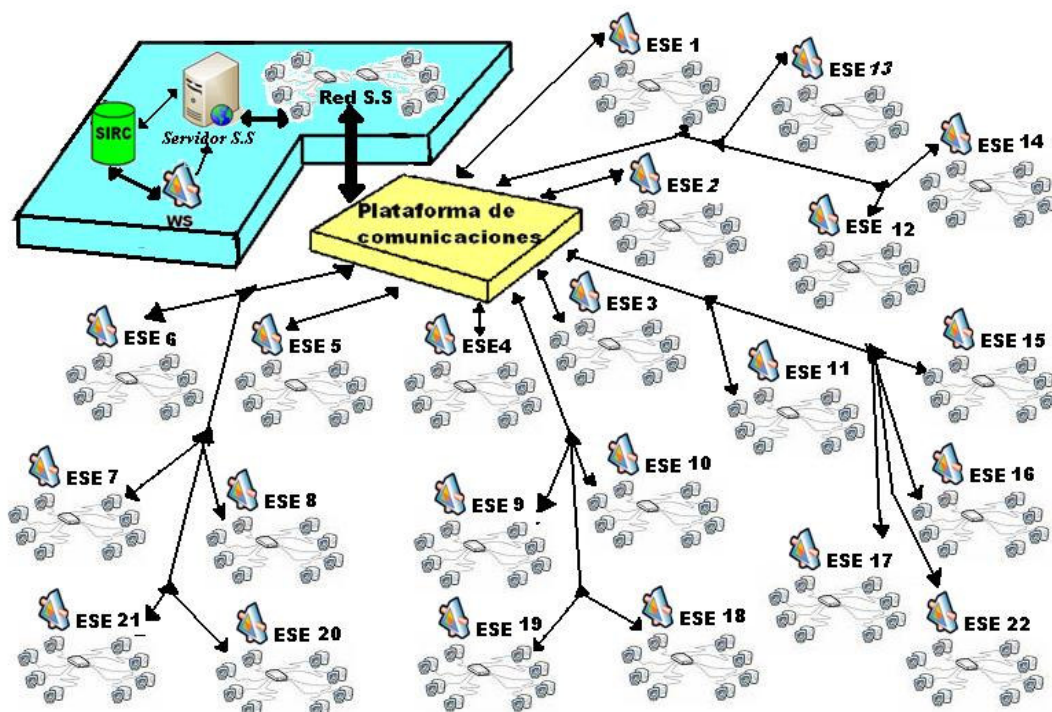 ESE 1
ESE 13
Red S.S
SIRC
Servidor S.S
WS
ESE 14
ESE 2
ESE 12
Plataforma de
comunicaciones
ESE 3
ESE 6
ESE 5
ESE4
ESE 15
ESE 11
ESE 7
ESE 8
ESE 9
ESE 10
ESE 16
ESE 17
ESE 21
ESE 20
ESE 19
ESE 18
ESE 22